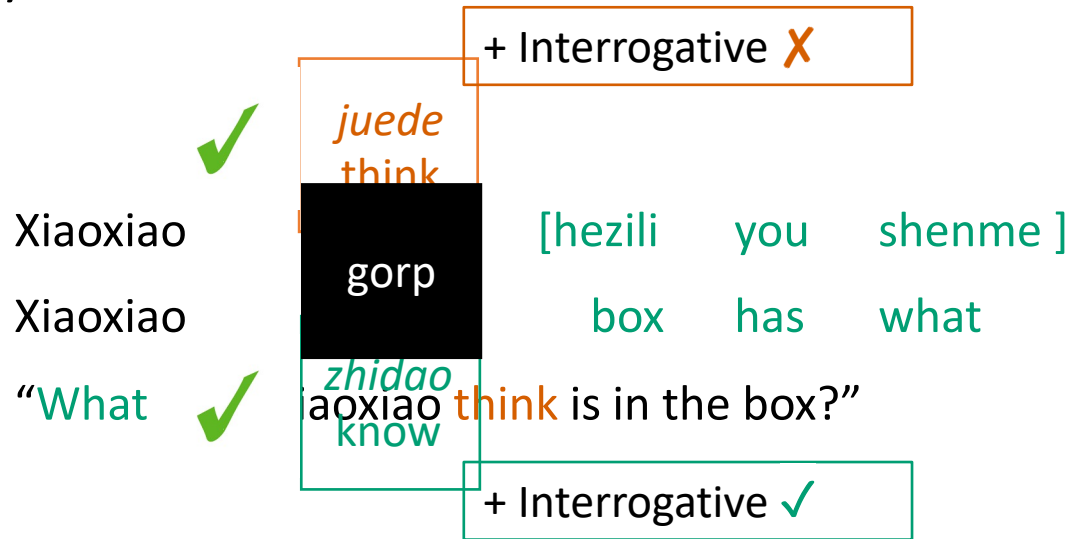 + Interrogative ✗
juede
think
Xiaoxiao gorp [hezili you shenme ]
Xiaoxiao box has what
zhidao
“What iaoxiao think is in the box?”
know
+ Interrogative ✓